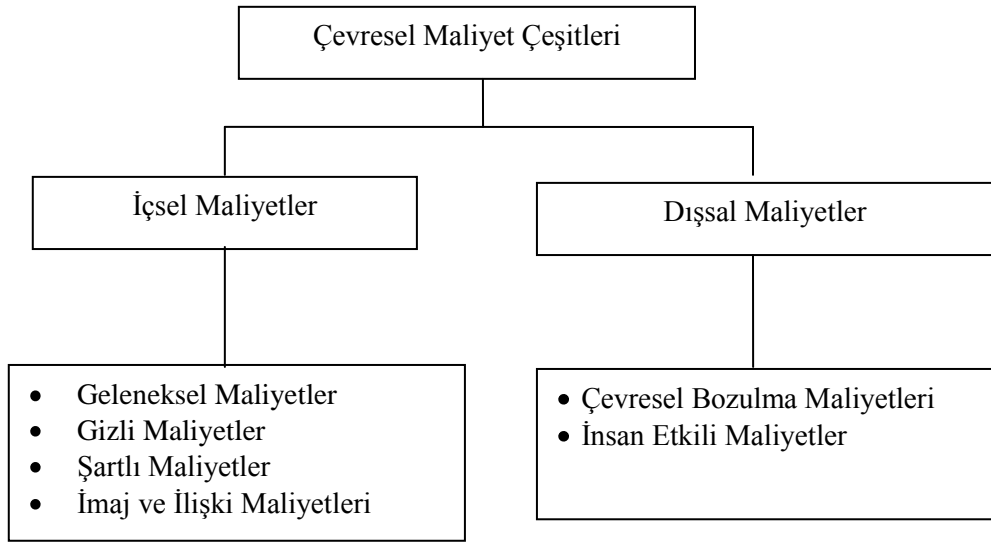 Çevresel Maliyet Çeşitleri
İçsel Maliyetler
Dışsal Maliyetler
• Geleneksel Maliyetler
• Gizli Maliyetler
• Şartlı Maliyetler
• İmaj ve İlişki Maliyetleri
• Çevresel Bozulma Maliyetleri
• İnsan Etkili Maliyetler